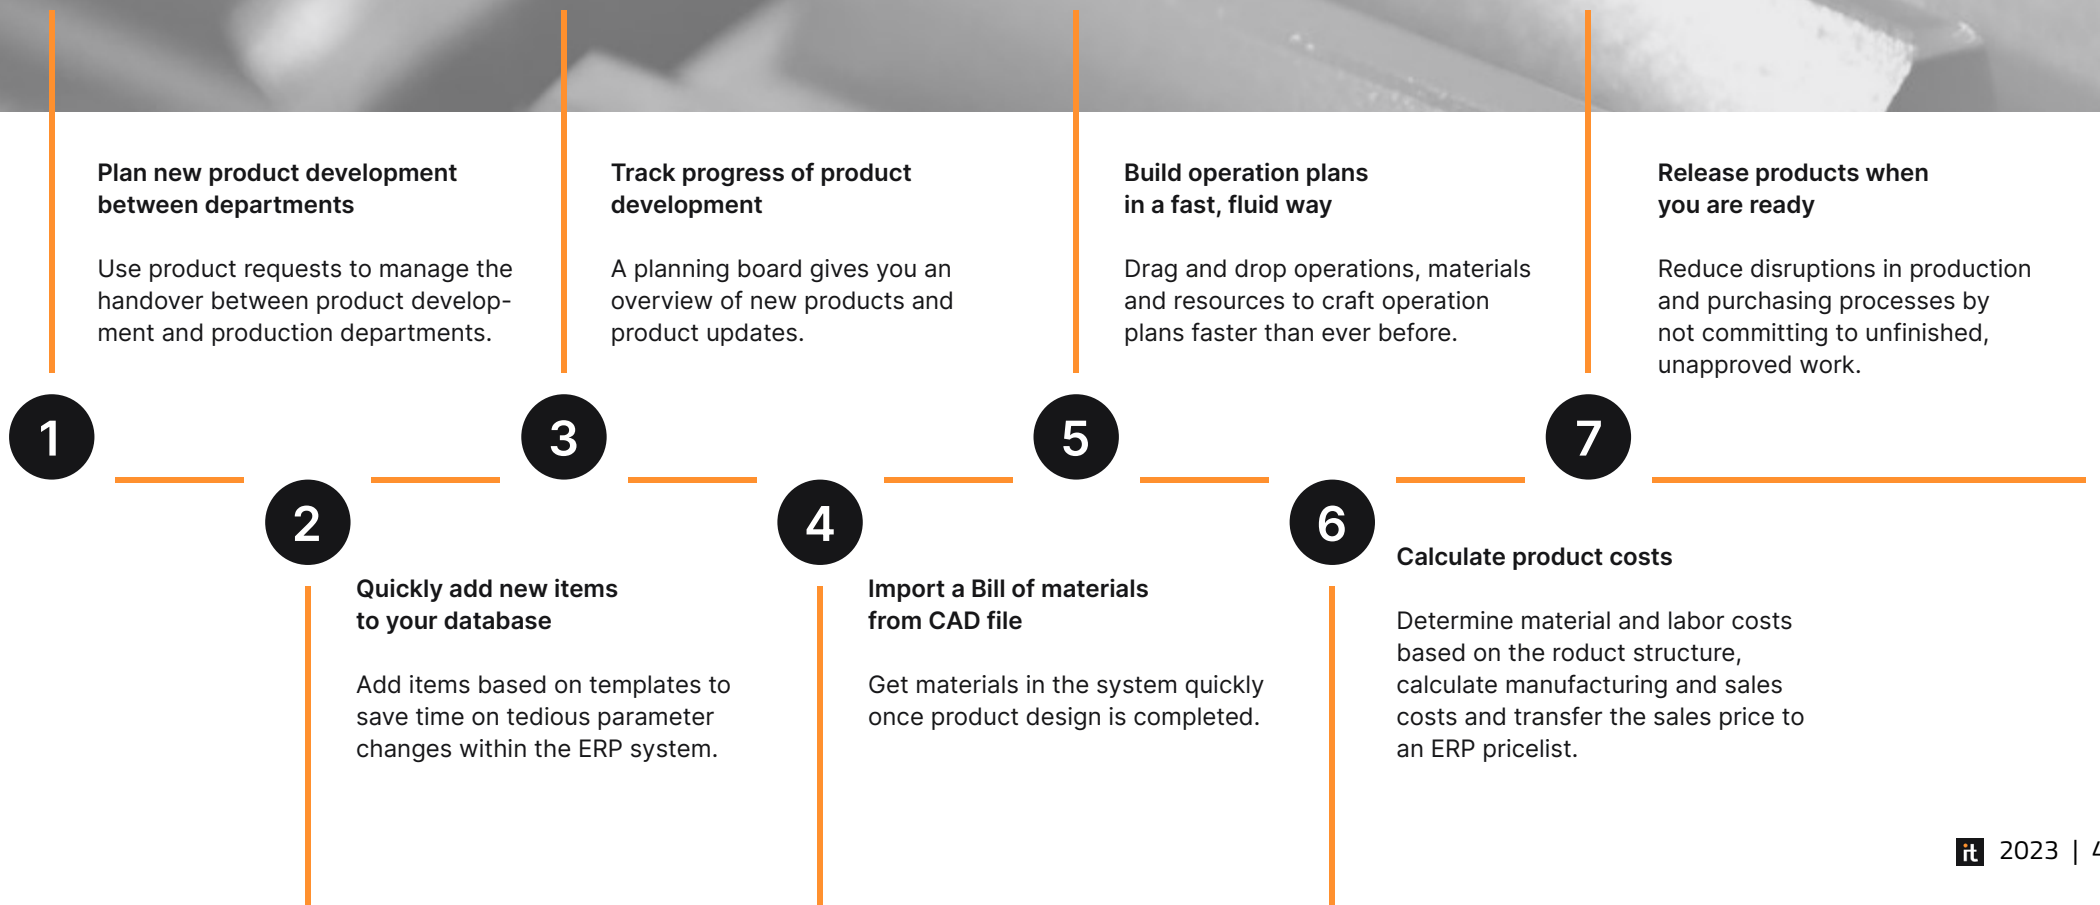 Plan new product development
between departments
Use product requests to manage the
handover between product develop-
ment and production departments.
1
Quickly add new items
to your database
Add items based on templates to
save time on tedious parameter
changes within the ERP system.
2
Track progress of product
development
A planning board gives you an
overview of new products and
product updates.
3
Import a Bill of materials
from CAD file
Get materials in the system quickly
once product design is completed.
4
Build operation plans
in a fast, fluid way
Drag and drop operations, materials
and resources to craft operation
plans faster than ever before.
5
Calculate product costs
Determine material and labor costs
based on the roduct structure,
calculate manufacturing and sales
costs and transfer the sales price to
an ERP pricelist.
6
Release products when
you are ready
Reduce disruptions in production
and purchasing processes by
not committing to unfinished,
unapproved work.
7
it 2023 |